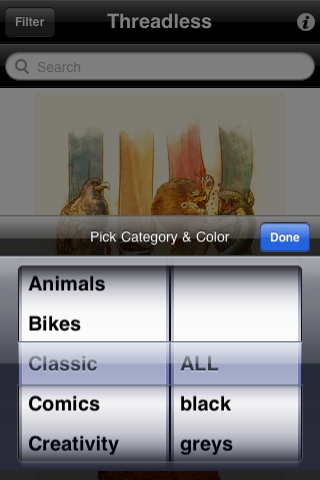 Filter Threadless i
Search
Pick Category & Color Done
Animals
Bikes
Classic ALL
Comics black
Creativity greys